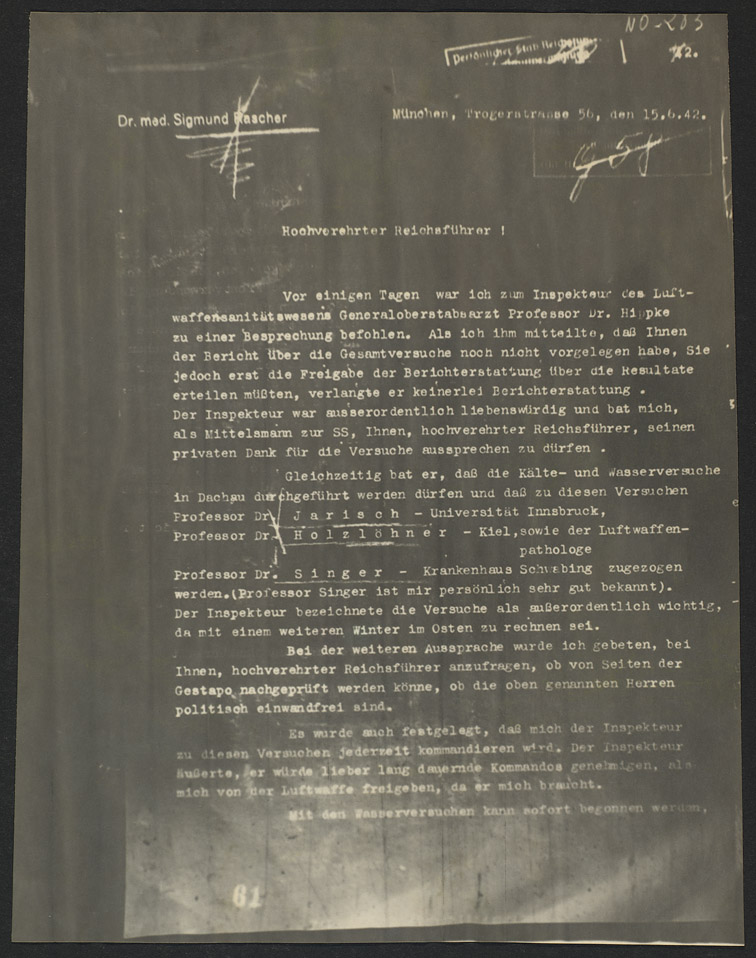 NO-283
Persönlicher Stab
Dr. med. Sigmund Rascher
München, Trogerstrasse 56, den 15.6.42.
Hochverehrter Reichsführer !
Vor einigen Tagen war ich zum Inspekteur des Luft-
waffensanitätswesens Generaloberstabsarzt Professor Dr. Hippke
zu einer Besprechung befohlen. Als ich ihm mitteilte, daß Ihnen
der Bericht über die Gesamtversuche noch nicht vorgelegen habe, Sie
jedoch erst die Freigabe der Berichterstattung über die Resultate
erteilen müßten, verlangte er keinerlei Berichterstattung .
Der Inspekteur war ausserordentlich liebenswürdig und bat mich,
als Mittelsmann zur SS, Ihnen, hochverehrter Reichsführer, seinen
privaten Dank für die Versuche aussprechen zu dürfen .
Gleichzeitig bat er, daß die Kälte- und Wasserversuche
in Dachau durchgeführt werden dürfen und daß zu diesen Versuchen
Professor Dr. J a r i s c h - Universität Innsbruck,
Professor Dr. H o l z l ö h n e r - Kiel,sowie der Luftwaffen-
pathologe
Professor Dr. S i n g e r - Krankenhaus Schwabing zugezogen
werden.(Professor Singer ist mir persönlich sehr gut bekannt).
Der Inspekteur bezeichnete die Versuche als außerordentlich wichtig,
da mit einem weiteren Winter im Osten zu rechnen sei.
Bei der weiteren Aussprache wurde ich gebeten, bei
Ihnen, hochverehrter Reichsführer anzufragen, ob von Seiten der
Gestapo nachgeprüft werden könne, ob die oben genannten Herren
politisch einwandfrei sind.
Es wurde auch festgelegt, daß mich der Inspekteur
zu diesen Versuchen jederzeit kommandieren wird. Der Inspekteur
äußerte, er würde lieber lang dauernde Kommandos genehmigen, als
mich von der Luftwaffe freigeben, da er mich braucht.
Mit den Wasserversuchen kann sofort begonnen werden,
61